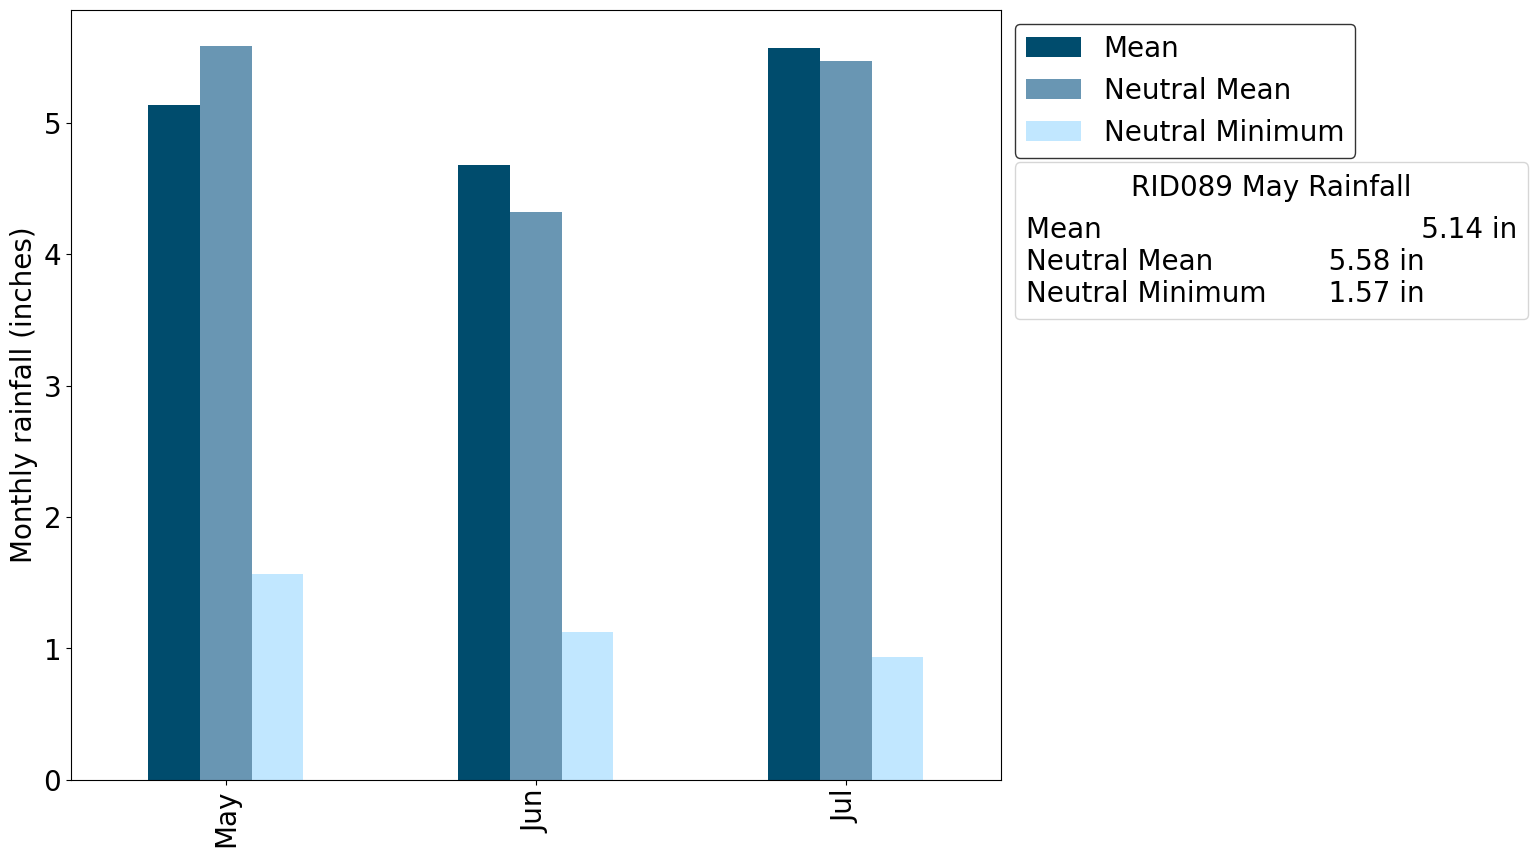 Mean
Neutral Mean
Neutral Minimum
RID089 May Rainfall
Mean 5.14 in
Neutral Mean 5.58 in
Neutral Minimum 1.57 in
Monthly rainfall (inches)
5
4
3
2
1
0
May
Jun
Jul